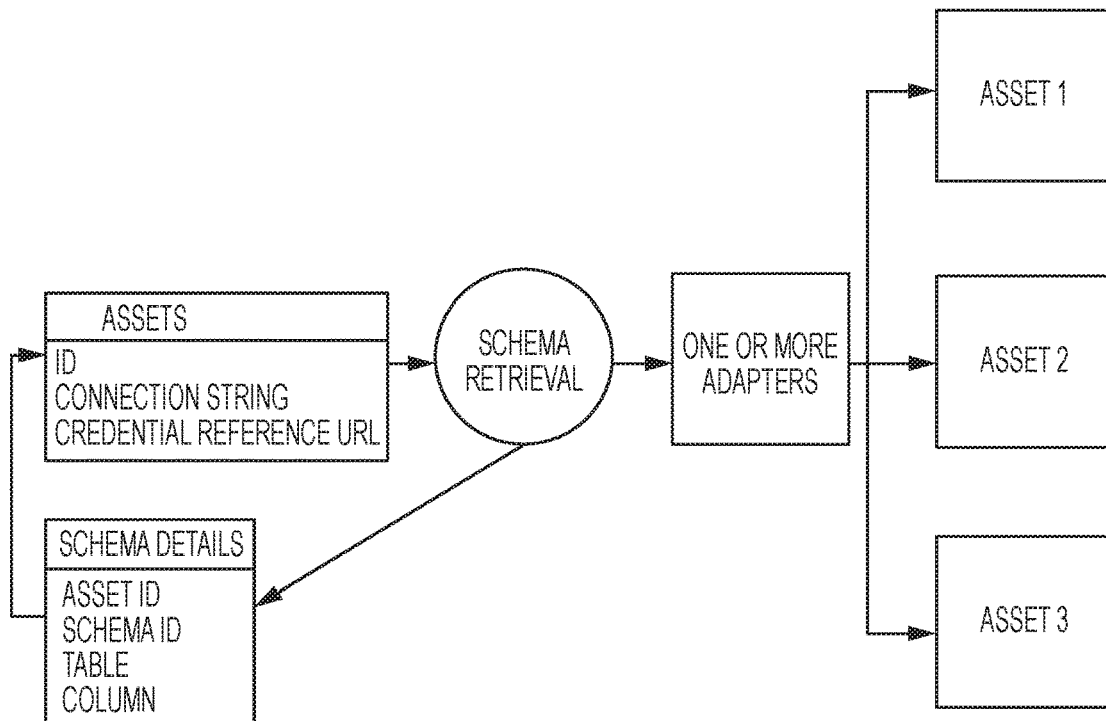 ASSET 1
ASSETS
ID
CONNECTION STRING
CREDENTIAL REFERENCE URL
SCHEMA
RETRIEVAL
ONE OR MORE
ADAPTERS
ASSET 2
SCHEMA DETAILS
ASSET ID
SCHEMA ID
TABLE
COLUMN
ASSET 3